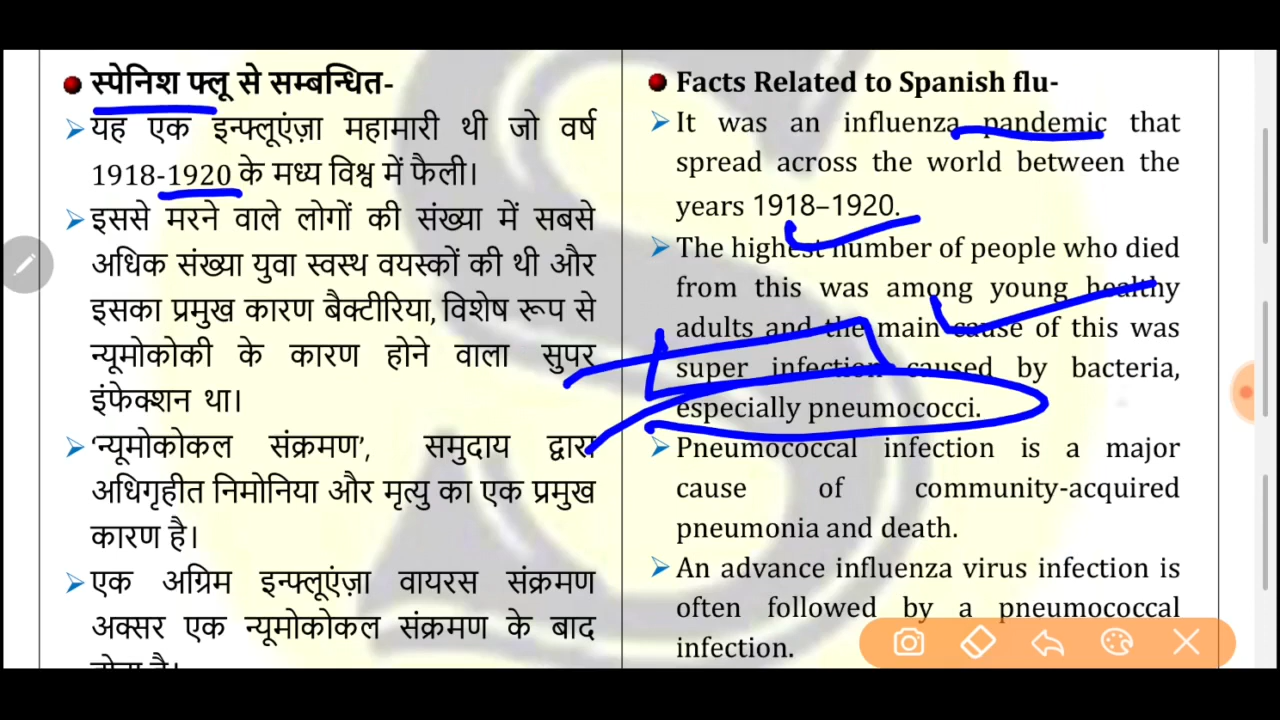 स्पेनिश फ्लू से सम्बन्धित-
यह एक इन्फ्लूएंज़ा महामारी थी जो वर्ष
1918-1920 के मध्य विश्व में फैली।
इससे मरने वाले लोगों की संख्या में सबसे
अधिक संख्या युवा स्वस्थ वयस्कों की थी और
इसका प्रमुख कारण बैक्टीरिया, विशेष रूप से
न्यूमोकोकी के कारण होने वाला सुपर
इंफेक्शन था।
'न्यूमोकोकल संक्रमण', समुदाय द्वारा
अधिगृहीत निमोनिया और मृत्यु का एक प्रमुख
कारण है।
एक अग्रिम इन्फ्लूएंज़ा वायरस संक्रमण
अक्सर एक न्यूमोकोकल संक्रमण के बाद
होता है।
Facts Related to Spanish flu-
It was an influenza pandemic that
spread across the world between the
years 1918–1920.
The highest number of people who died
from this was among young healthy
adults and the main cause of this was
super infection caused by bacteria,
especially pneumococci.
Pneumococcal infection is a major
cause of community-acquired
pneumonia and death.
An advance influenza virus infection is
often followed by a pneumococcal
infection.